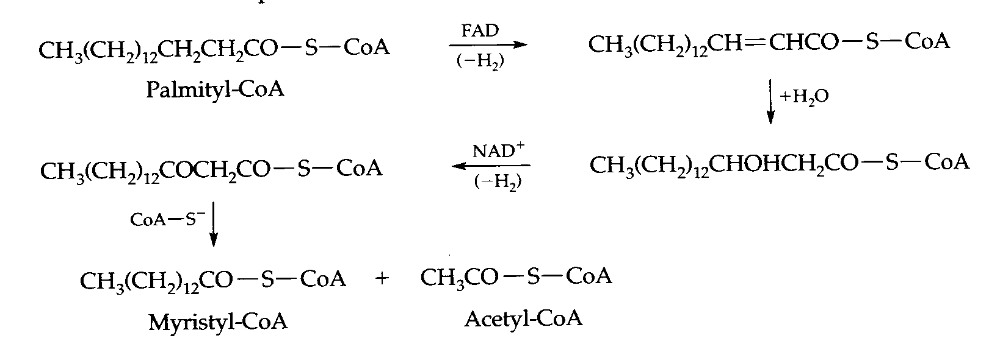 CH₃(CH₂)₁₂CH₂CH₂CO—S—CoA FAD (−H₂) CH₃(CH₂)₁₂CH=CHCO—S—CoA
Palmityl-CoA
+H₂O
CH₃(CH₂)₁₂COCH₂CO—S—CoA NAD⁺ (−H₂) CH₃(CH₂)₁₂CHOHCH₂CO—S—CoA
CoA—S⁻
CH₃(CH₂)₁₂CO—S—CoA + CH₃CO—S—CoA
Myristyl-CoA Acetyl-CoA